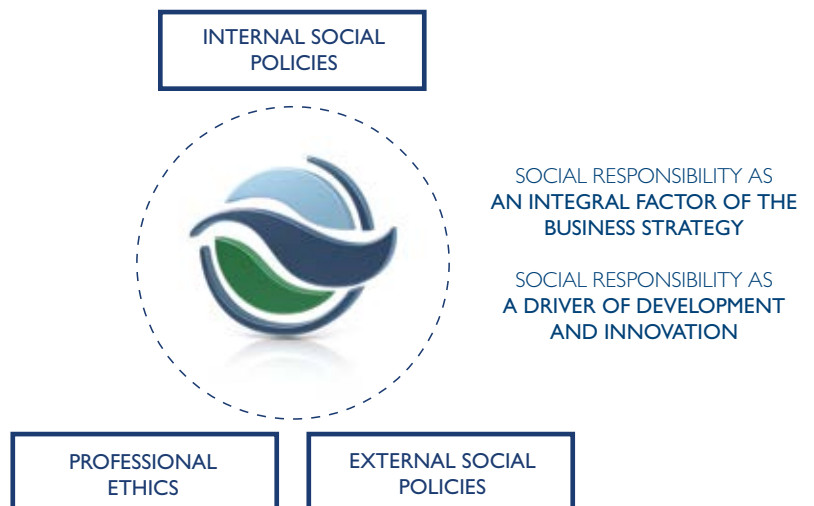 INTERNAL SOCIAL
POLICIES
SOCIAL RESPONSIBILITY AS
AN INTEGRAL FACTOR OF THE
BUSINESS STRATEGY
SOCIAL RESPONSIBILITY AS
A DRIVER OF DEVELOPMENT
AND INNOVATION
PROFESSIONAL
ETHICS
EXTERNAL SOCIAL
POLICIES